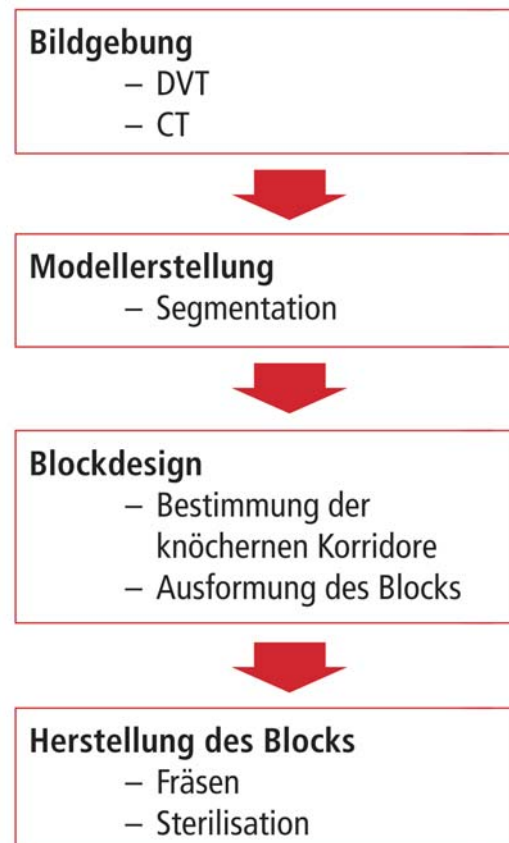 Bildgebung
– DVT
– CT
Modellerstellung
– Segmentation
Blockdesign
– Bestimmung der
knöchernen Korridore
– Ausformung des Blocks
Herstellung des Blocks
– Fräsen
– Sterilisation